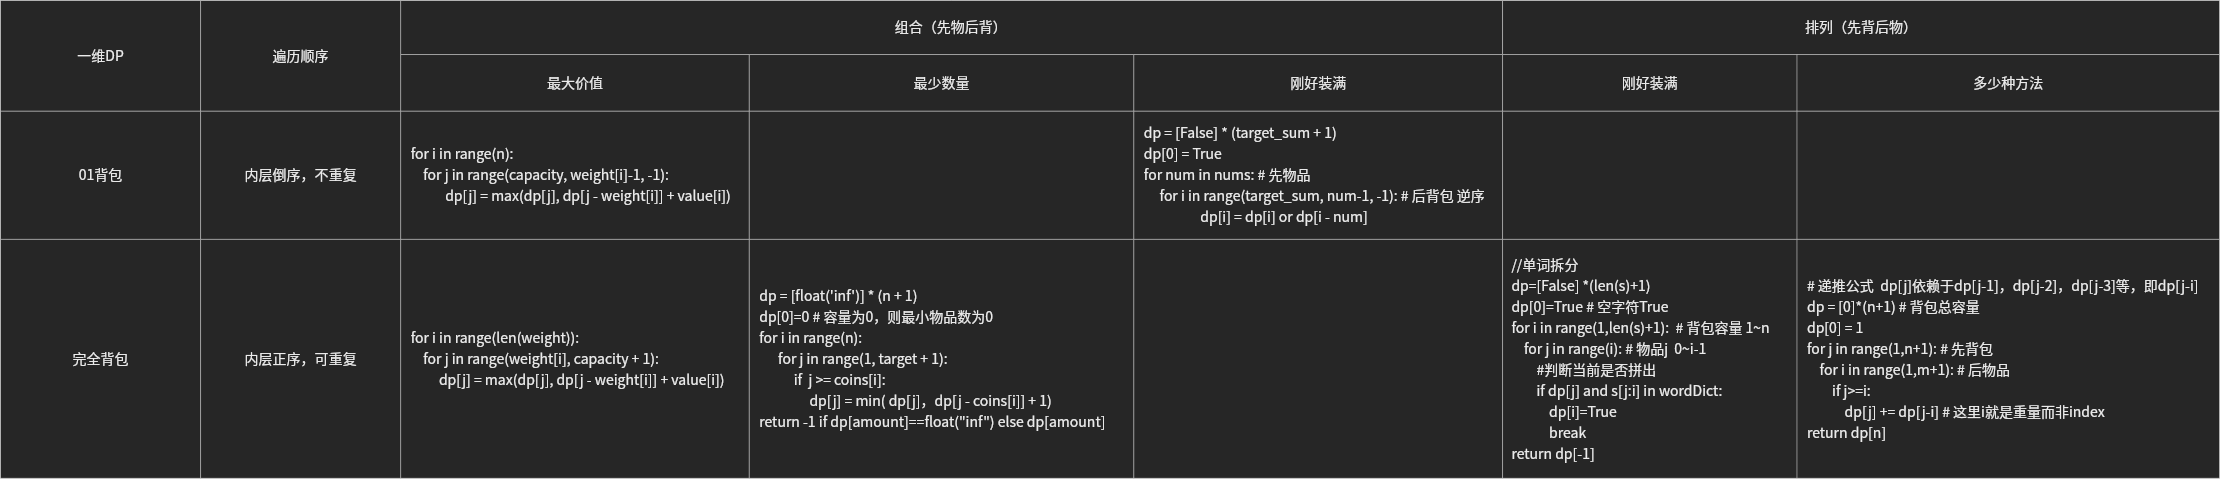 一维DP
遍历顺序
组合（先物后背）
排列（先背后物）
最大价值
最少数量
刚好装满
刚好装满
多少种方法
01背包
内层倒序，不重复
for i in range(n):
for j in range(capacity, weight[i]-1, -1):
dp[j] = max(dp[j], dp[j - weight[i]] + value[i])
dp = [False] * (target_sum + 1)
dp[0] = True
for num in nums: # 先物品
for i in range(target_sum, num-1, -1): # 后背包 逆序
dp[i] = dp[i] or dp[i - num]
完全背包
内层正序，可重复
for i in range(len(weight)):
for j in range(weight[i], capacity + 1):
dp[j] = max(dp[j], dp[j - weight[i]] + value[i])
dp = [float('inf')] * (n + 1)
dp[0]=0 # 容量为0，则最小物品数为0
for i in range(n):
for j in range(1, target + 1):
if  j >= coins[i]:
dp[j] = min( dp[j]，dp[j - coins[i]] + 1)
return -1 if dp[amount]==float("inf") else dp[amount]
//单词拆分
dp=[False] *(len(s)+1)
dp[0]=True # 空字符True
for i in range(1,len(s)+1):  # 背包容量 1~n
for j in range(i): # 物品j  0~i-1
#判断当前是否拼出
if dp[j] and s[j:i] in wordDict:
dp[i]=True
break
return dp[-1]
# 递推公式  dp[j]依赖于dp[j-1]，dp[j-2]，dp[j-3]等，即dp[j-i]
dp = [0]*(n+1) # 背包总容量
dp[0] = 1
for j in range(1,n+1): # 先背包
for i in range(1,m+1): # 后物品
if j>=i:
dp[j] += dp[j-i] # 这里i就是重量而非index
return dp[n]